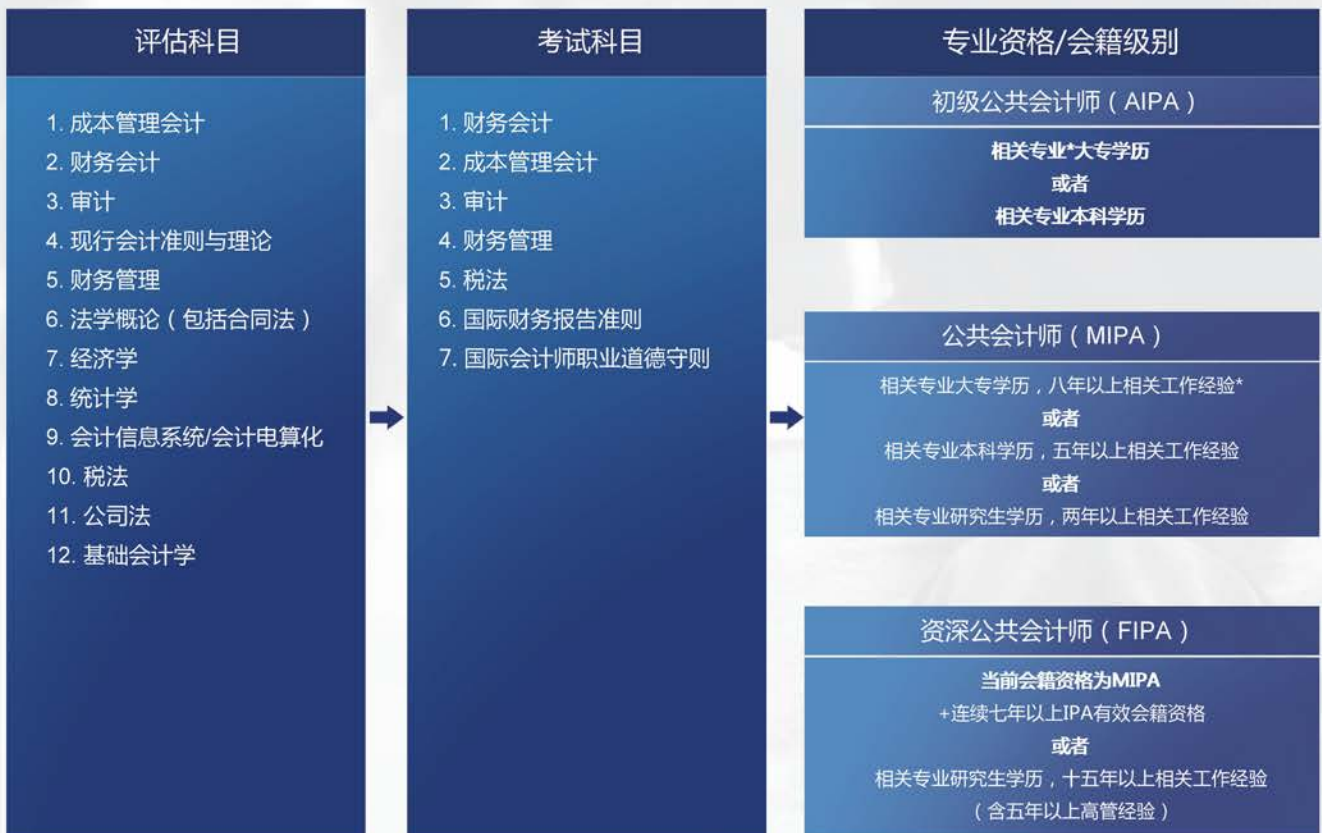 评估科目
1. 成本管理会计
2. 财务会计
3. 审计
4. 现行会计准则与理论
5. 财务管理
6. 法学概论（包括合同法）
7. 经济学
8. 统计学
9. 会计信息系统/会计电算化
10. 税法
11. 公司法
12. 基础会计学
考试科目
1. 财务会计
2. 成本管理会计
3. 审计
4. 财务管理
5. 税法
6. 国际财务报告准则
7. 国际会计师职业道德守则
专业资格/会籍级别
初级公共会计师（AIPA）
相关专业*大专学历
或者
相关专业本科学历
公共会计师（MIPA）
相关专业大专学历，八年以上相关工作经验*
或者
相关专业本科学历，五年以上相关工作经验
或者
相关专业研究生学历，两年以上相关工作经验
资深公共会计师（FIPA）
当前会籍资格为MIPA
+连续七年以上IPA有效会籍资格
或者
相关专业研究生学历，十五年以上相关工作经验
（含五年以上高管经验）